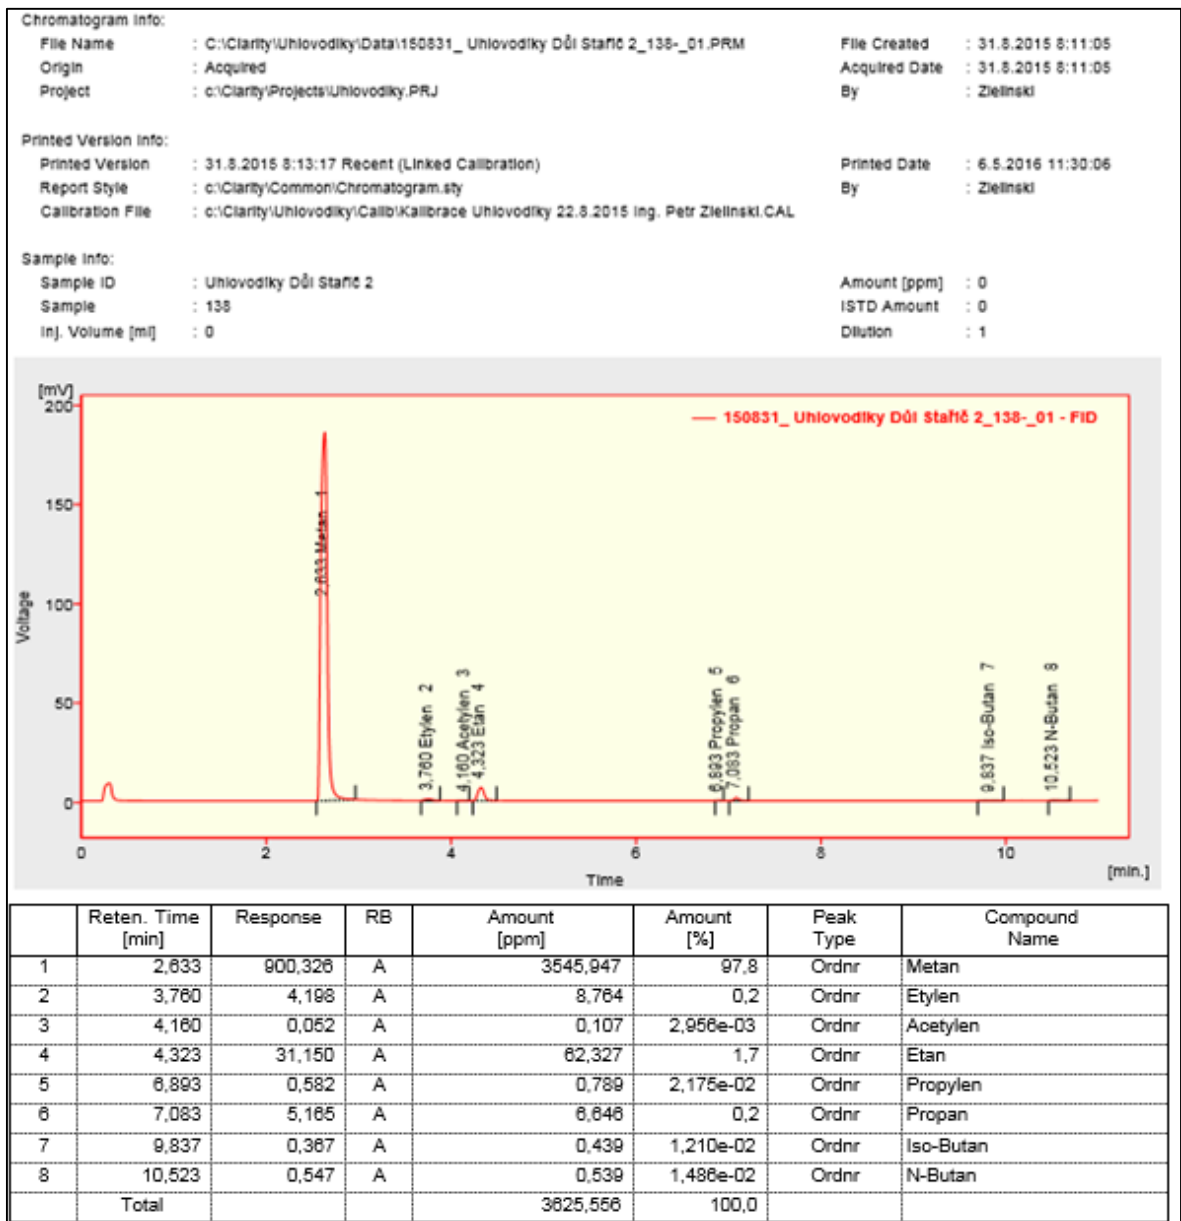 Chromatogram Info:
File Name : C:\Clarity\Uhlovodiky\Data\150831_ Uhlovodiky Důl Staříč 2_138-_01.PRM File Created : 31.8.2015 8:11:05
Origin : Acquired Acquired Date : 31.8.2015 8:11:05
Project : c:\Clarity\Projects\Uhlovodiky.PRJ By : Zielinski
Printed Version Info:
Printed Version : 31.8.2015 8:13:17 Recent (Linked Calibration) Printed Date : 6.5.2016 11:30:06
Report Style : c:\Clarity\Common\Chromatogram.sty By : Zielinski
Calibration File : c:\Clarity\Uhlovodiky\Calib\Kalibrace Uhlovodiky 22.8.2015 Ing. Petr Zielinski.CAL
Sample Info:
Sample ID : Uhlovodiky Důl Staříč 2 Amount [ppm] : 0
Sample : 138 ISTD Amount : 0
Inj. Volume [ml] : 0 Dilution : 1
[mV]
200
150
100
50
0
Voltage
150831_ Uhlovodiky Důl Staříč 2_138-_01 - FID
2,633 Metan 1
3,760 Etylen 2
4,160 Acetylen 3
4,323 Etan 4
6,893 Propylen 5
7,083 Propan 6
9,837 Iso-Butan 7
10,523 N-Butan 8
0 2 4 6 8 10
Time [min.]
Reten. Time [min] Response RB Amount [ppm] Amount [%] Peak Type Compound Name
1 2,633 900,326 A 3545,947 97,8 Ordnr Metan
2 3,760 4,198 A 8,764 0,2 Ordnr Etylen
3 4,160 0,052 A 0,107 2,956e-03 Ordnr Acetylen
4 4,323 31,150 A 62,327 1,7 Ordnr Etan
5 6,893 0,582 A 0,789 2,175e-02 Ordnr Propylen
6 7,083 5,165 A 6,646 0,2 Ordnr Propan
7 9,837 0,367 A 0,439 1,210e-02 Ordnr Iso-Butan
8 10,523 0,547 A 0,539 1,486e-02 Ordnr N-Butan
Total 3625,556 100,0